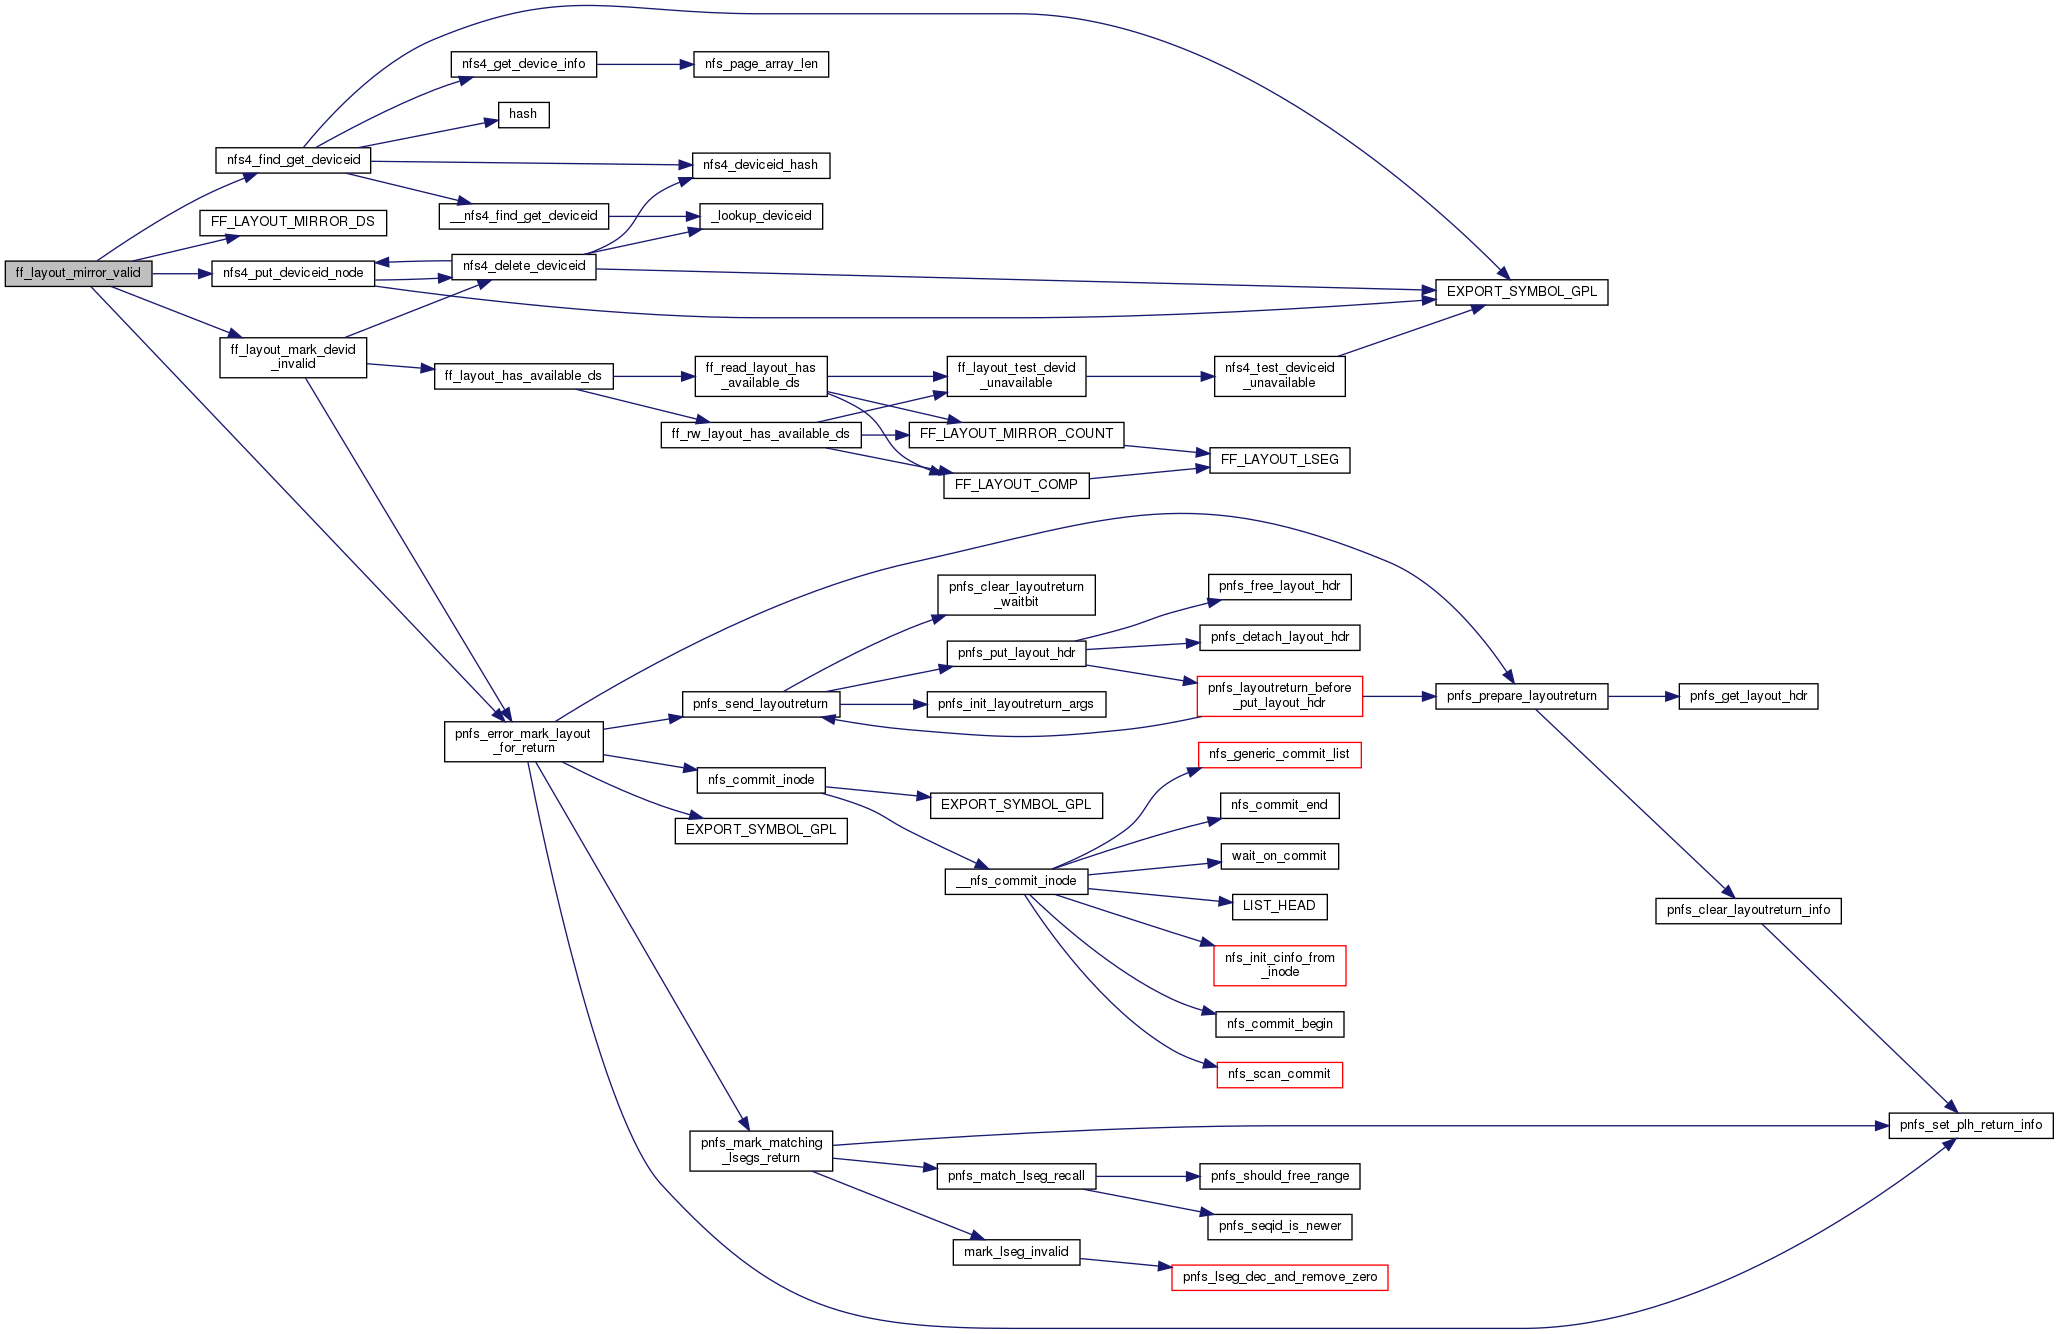 ff_layout_mirror_valid
nfs4_find_get_deviceid
FF_LAYOUT_MIRROR_DS
nfs4_put_deviceid_node
ff_layout_mark_devid
_invalid
nfs4_get_device_info
hash
__nfs4_find_get_deviceid
nfs4_delete_deviceid
ff_layout_has_available_ds
pnfs_error_mark_layout
_for_return
nfs_page_array_len
nfs4_deviceid_hash
_lookup_deviceid
ff_read_layout_has
_available_ds
ff_rw_layout_has_available_ds
pnfs_send_layoutreturn
nfs_commit_inode
EXPORT_SYMBOL_GPL
pnfs_mark_matching
_lsegs_return
ff_layout_test_devid
_unavailable
FF_LAYOUT_MIRROR_COUNT
FF_LAYOUT_COMP
pnfs_clear_layoutreturn
_waitbit
pnfs_put_layout_hdr
pnfs_init_layoutreturn_args
EXPORT_SYMBOL_GPL
__nfs_commit_inode
pnfs_match_lseg_recall
mark_lseg_invalid
nfs4_test_deviceid
_unavailable
FF_LAYOUT_LSEG
pnfs_free_layout_hdr
pnfs_detach_layout_hdr
pnfs_layoutreturn_before
_put_layout_hdr
nfs_generic_commit_list
nfs_commit_end
wait_on_commit
LIST_HEAD
nfs_init_cinfo_from
_inode
nfs_commit_begin
nfs_scan_commit
pnfs_should_free_range
pnfs_seqid_is_newer
pnfs_lseg_dec_and_remove_zero
EXPORT_SYMBOL_GPL
pnfs_prepare_layoutreturn
pnfs_get_layout_hdr
pnfs_clear_layoutreturn_info
pnfs_set_plh_return_info